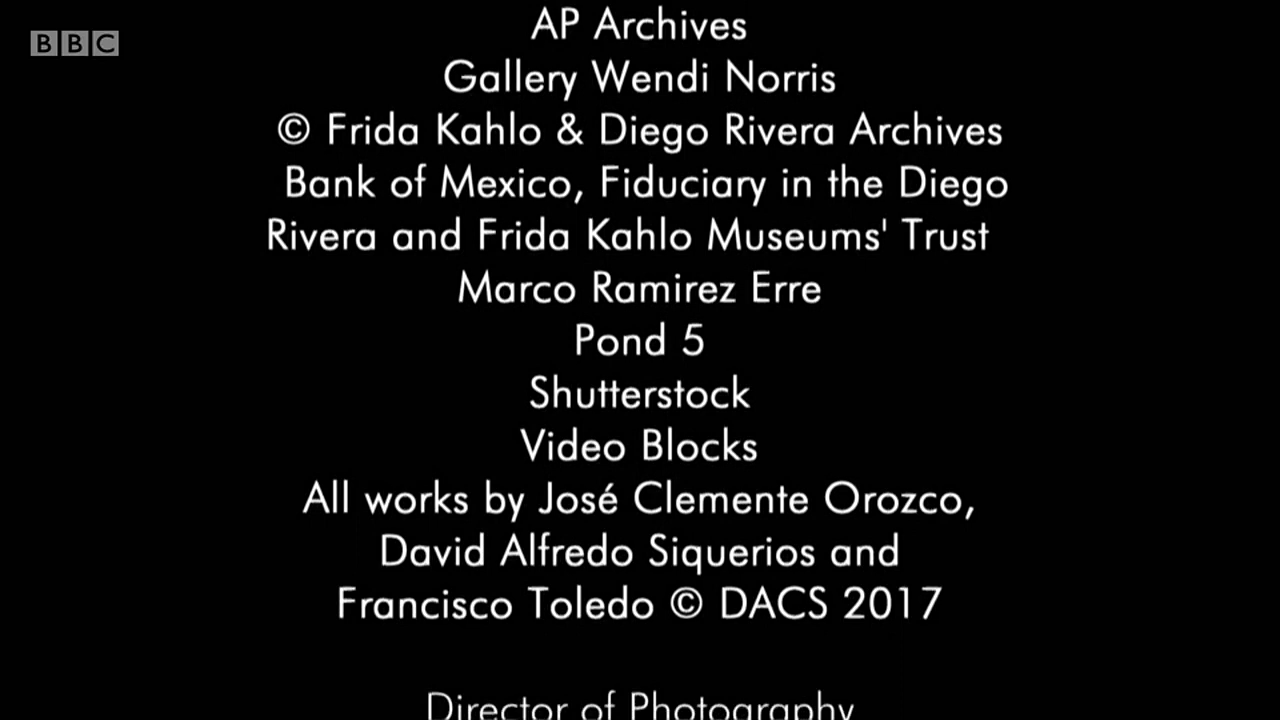 BBC
AP Archives
Gallery Wendi Norris
© Frida Kahlo & Diego Rivera Archives
Bank of Mexico, Fiduciary in the Diego
Rivera and Frida Kahlo Museums' Trust
Marco Ramirez Erre
Pond 5
Shutterstock
Video Blocks
All works by José Clemente Orozco,
David Alfredo Siquerios and
Francisco Toledo © DACS 2017
Director of Photography